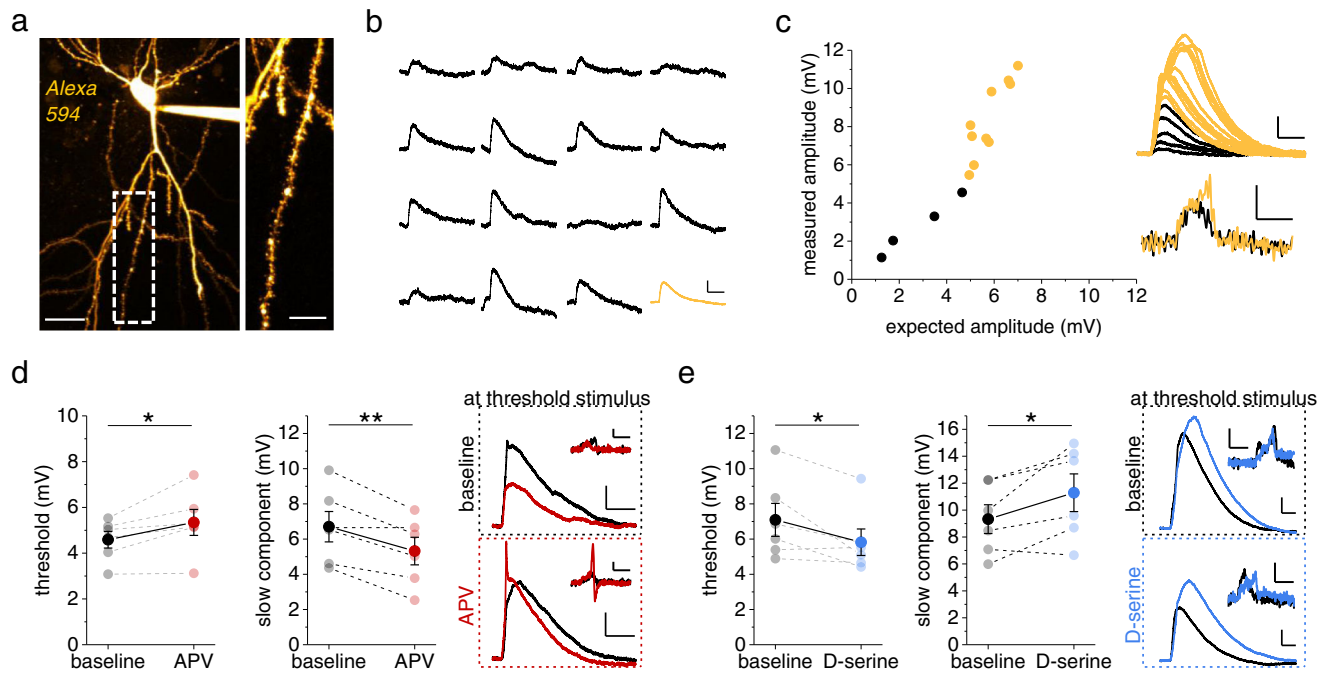 a
Alexa
594
b
c
measured amplitude (mV)
12
10
8
6
4
2
0
0 2 4 6 8 10 12
expected amplitude (mV)
d
threshold (mV)
10
8
6
4
2
0
*
baseline APV
slow component (mV)
12
10
8
6
4
2
0
**
baseline APV
at threshold stimulus
baseline
APV
e
threshold (mV)
12
10
8
6
4
2
0
*
baseline D-serine
slow component (mV)
16
14
12
10
8
6
4
2
0
*
baseline D-serine
at threshold stimulus
baseline
D-serine